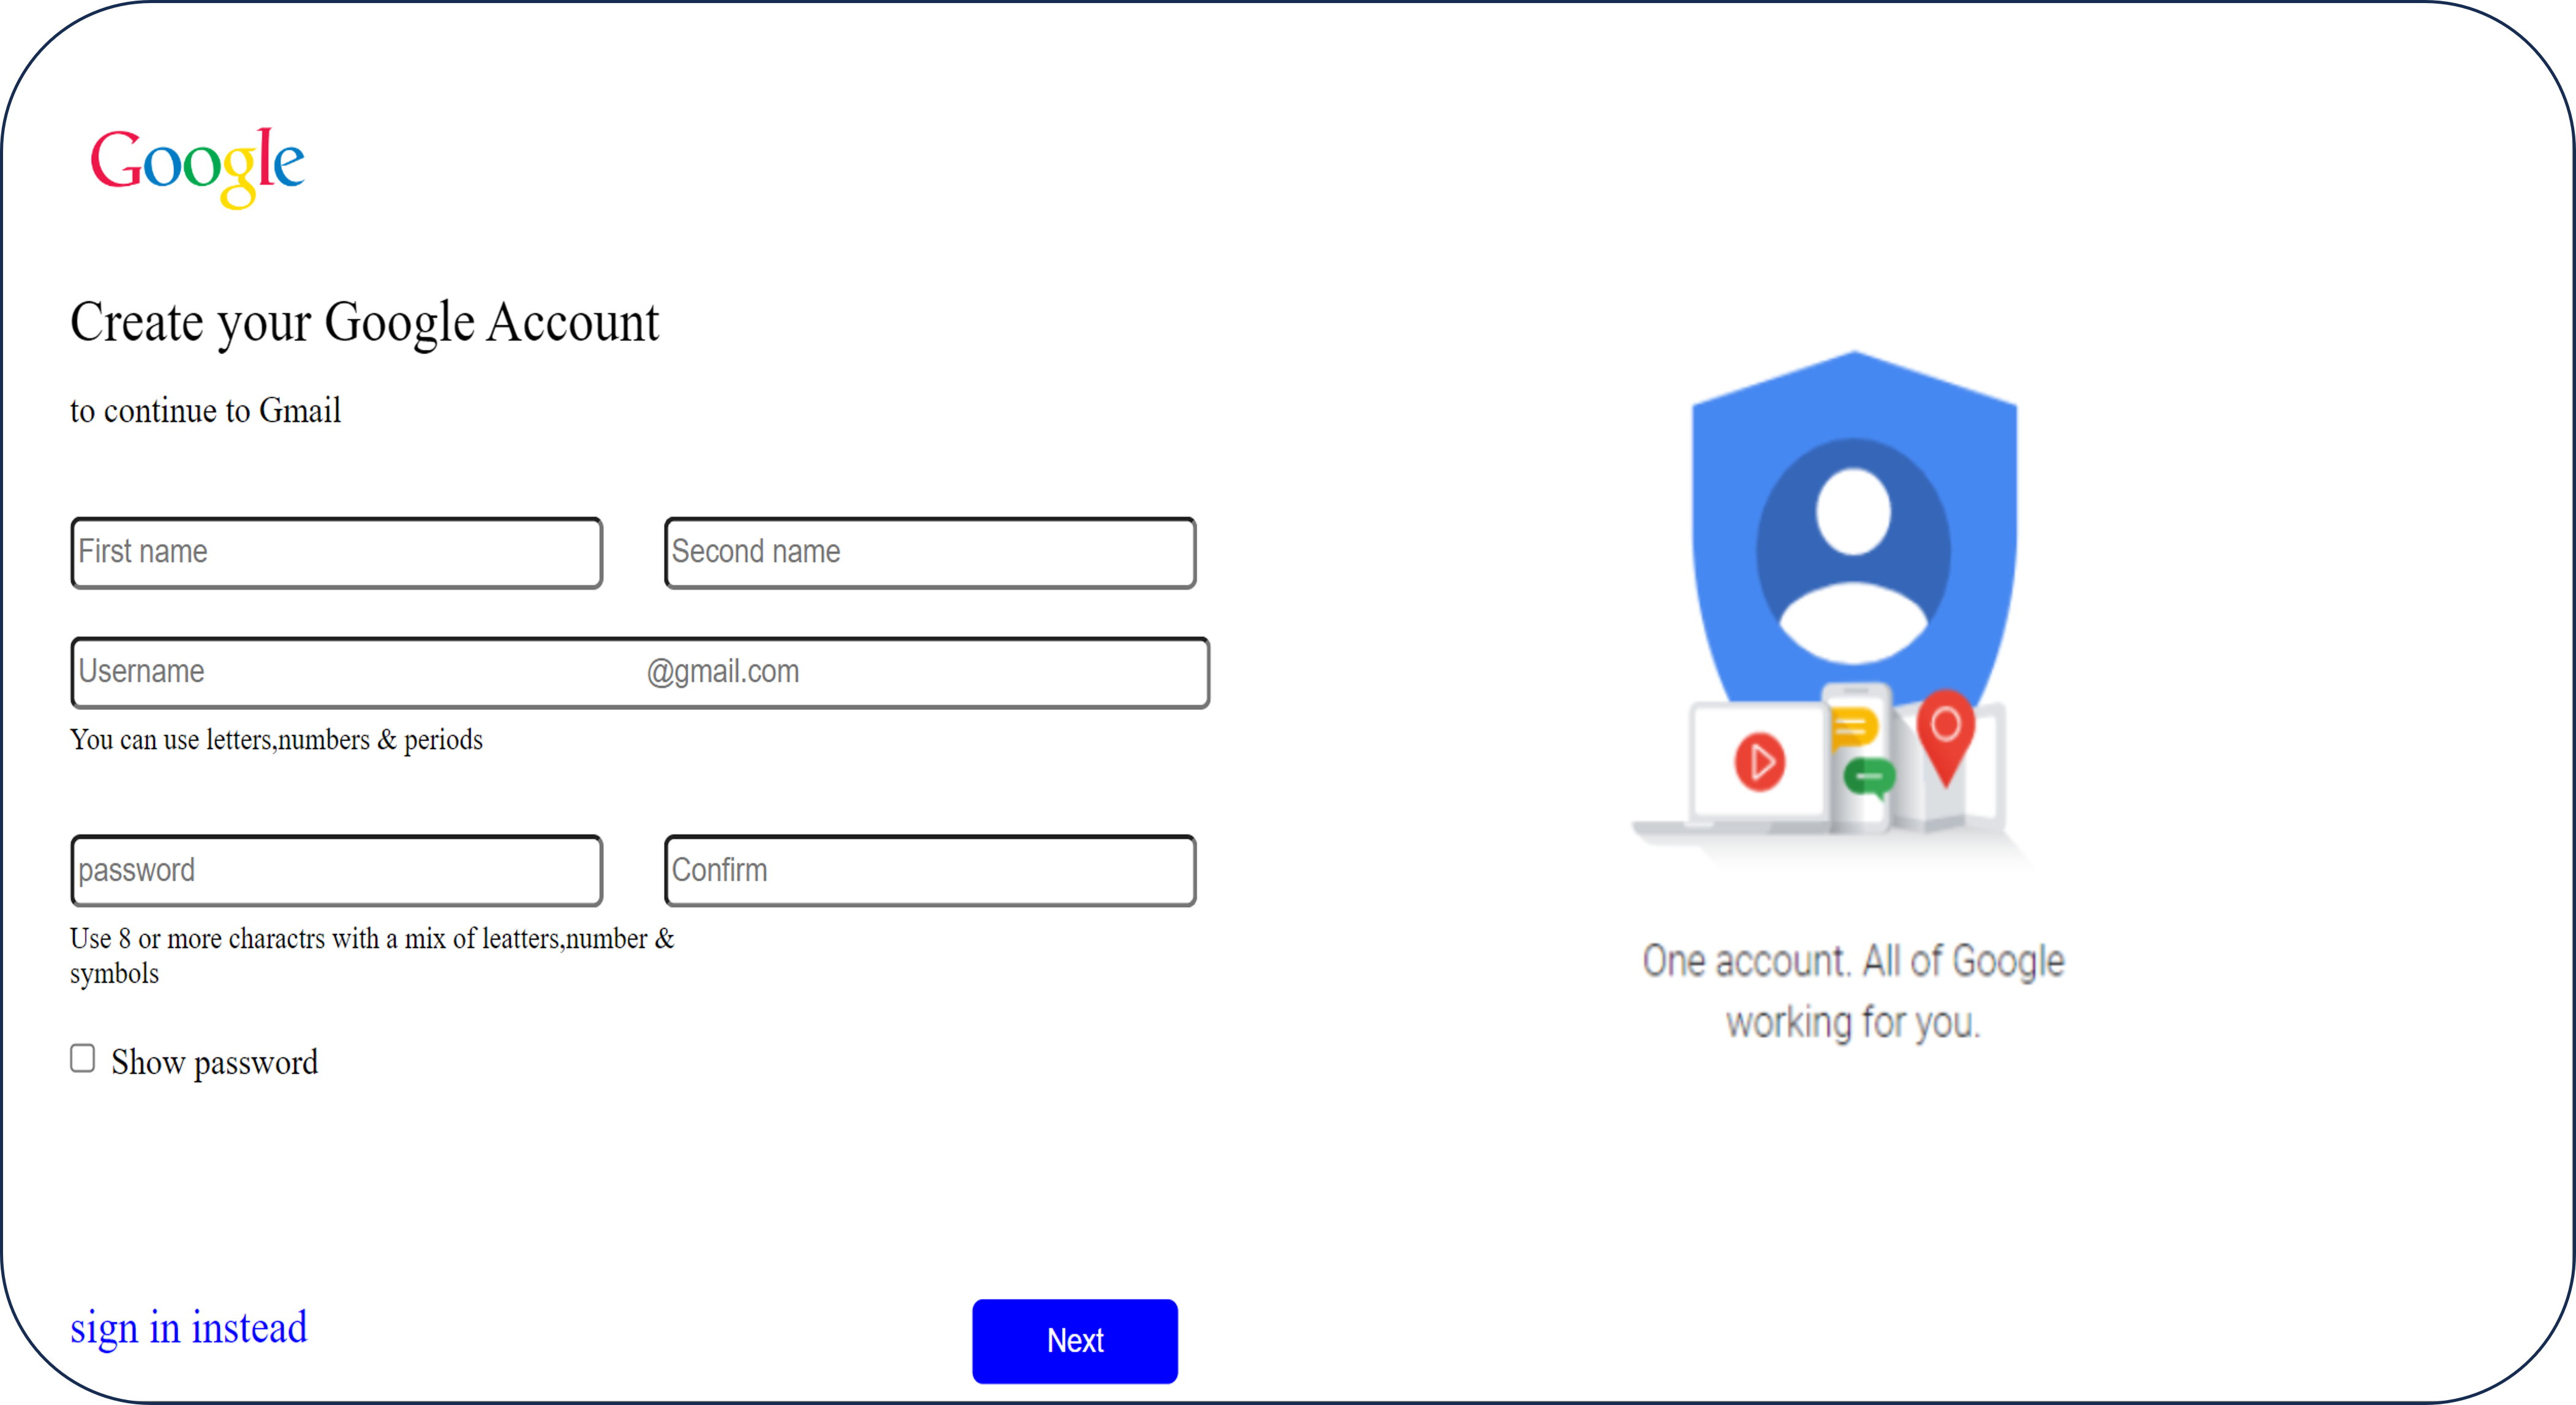 Google
Create your Google Account
to continue to Gmail
First name
Second name
Username @gmail.com
You can use letters,numbers & periods
password
Confirm
Use 8 or more charactrs with a mix of leatters,number &
symbols
Show password
sign in instead
Next
One account. All of Google
working for you.